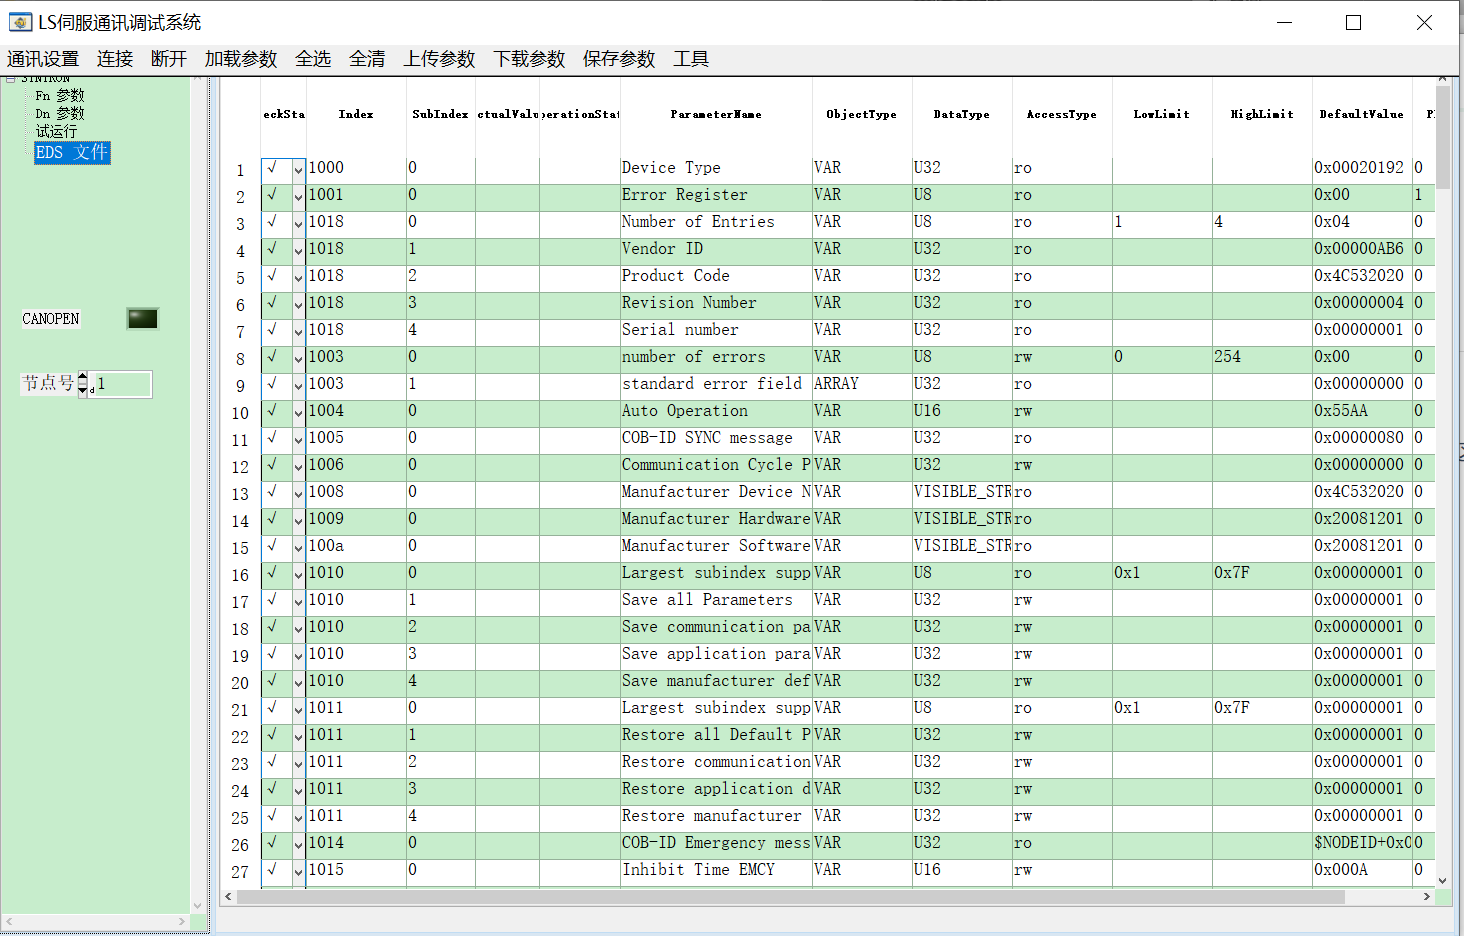 LS伺服通讯调试系统
通讯设置 连接 断开 加载参数 全选 全清 上传参数 下载参数 保存参数 工具
SYNTRON
Fn 参数
Dn 参数
试运行
EDS 文件
CANOPEN
节点号 d 1
eckSta Index SubIndex ctualValu perationStat ParameterName ObjectType DataType AccessType LowLimit HighLimit DefaultValue P
1 √ 1000 0 Device Type VAR U32 ro 0x00020192 0
2 √ 1001 0 Error Register VAR U8 ro 0x00 1
3 √ 1018 0 Number of Entries VAR U8 ro 1 4 0x04 0
4 √ 1018 1 Vendor ID VAR U32 ro 0x00000AB6 0
5 √ 1018 2 Product Code VAR U32 ro 0x4C532020 0
6 √ 1018 3 Revision Number VAR U32 ro 0x00000004 0
7 √ 1018 4 Serial number VAR U32 ro 0x00000001 0
8 √ 1003 0 number of errors VAR U8 rw 0 254 0x00 0
9 √ 1003 1 standard error field ARRAY U32 ro 0x00000000 0
10 √ 1004 0 Auto Operation VAR U16 rw 0x55AA 0
11 √ 1005 0 COB-ID SYNC message VAR U32 ro 0x00000080 0
12 √ 1006 0 Communication Cycle P VAR U32 rw 0x00000000 0
13 √ 1008 0 Manufacturer Device N VAR VISIBLE_STR ro 0x4C532020 0
14 √ 1009 0 Manufacturer Hardware VAR VISIBLE_STR ro 0x20081201 0
15 √ 100a 0 Manufacturer Software VAR VISIBLE_STR ro 0x20081201 0
16 √ 1010 0 Largest subindex supp VAR U8 ro 0x1 0x7F 0x00000001 0
17 √ 1010 1 Save all Parameters VAR U32 rw 0x00000001 0
18 √ 1010 2 Save communication pa VAR U32 rw 0x00000001 0
19 √ 1010 3 Save application para VAR U32 rw 0x00000001 0
20 √ 1010 4 Save manufacturer def VAR U32 rw 0x00000001 0
21 √ 1011 0 Largest subindex supp VAR U8 ro 0x1 0x7F 0x00000001 0
22 √ 1011 1 Restore all Default P VAR U32 rw 0x00000001 0
23 √ 1011 2 Restore communication VAR U32 rw 0x00000001 0
24 √ 1011 3 Restore application d VAR U32 rw 0x00000001 0
25 √ 1011 4 Restore manufacturer VAR U32 rw 0x00000001 0
26 √ 1014 0 COB-ID Emergency mess VAR U32 ro $NODEID+0x0 0
27 √ 1015 0 Inhibit Time EMCY VAR U16 rw 0x000A 0